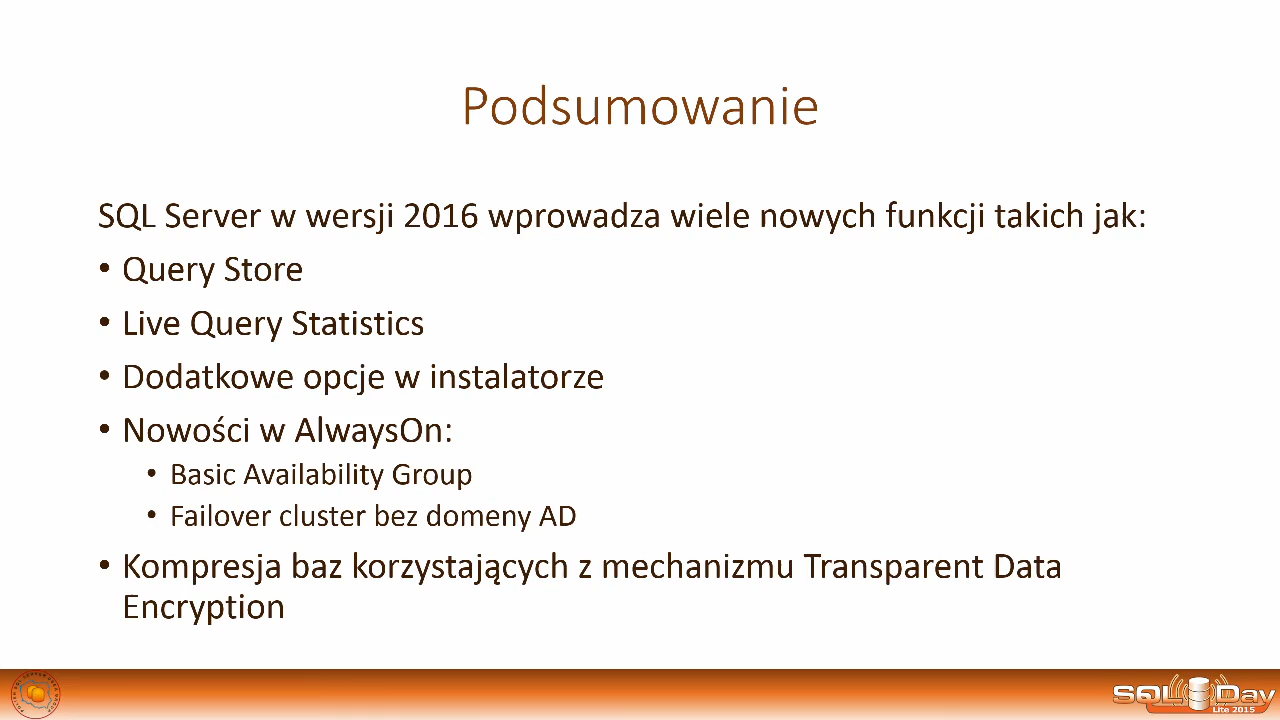 Podsumowanie
SQL Server w wersji 2016 wprowadza wiele nowych funkcji takich jak:
• Query Store
• Live Query Statistics
• Dodatkowe opcje w instalatorze
• Nowości w AlwaysOn:
• Basic Availability Group
• Failover cluster bez domeny AD
• Kompresja baz korzystających z mechanizmu Transparent Data
Encryption
SQL Day
Lite 2015